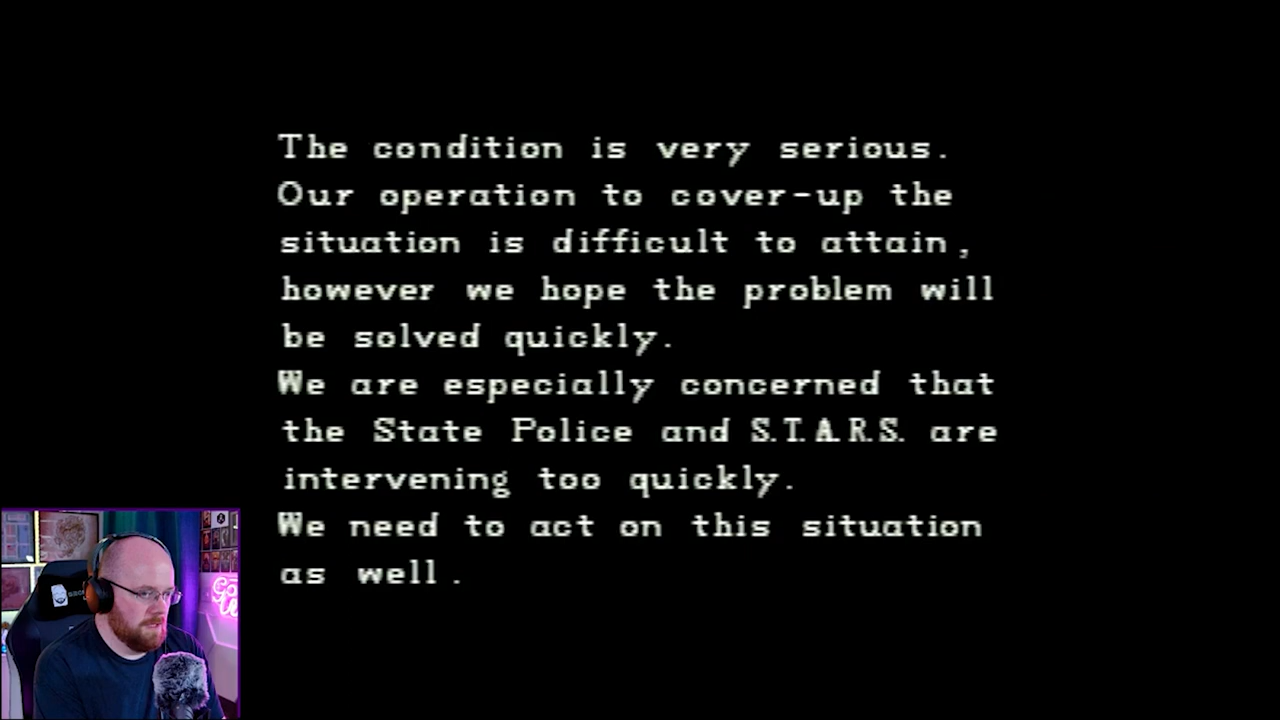 The condition is very serious.
Our operation to cover-up the
situation is difficult to attain,
however we hope the problem will
be solved quickly.
We are especially concerned that
the State Police and S.T.A.R.S. are
intervening too quickly.
We need to act on this situation
as well.